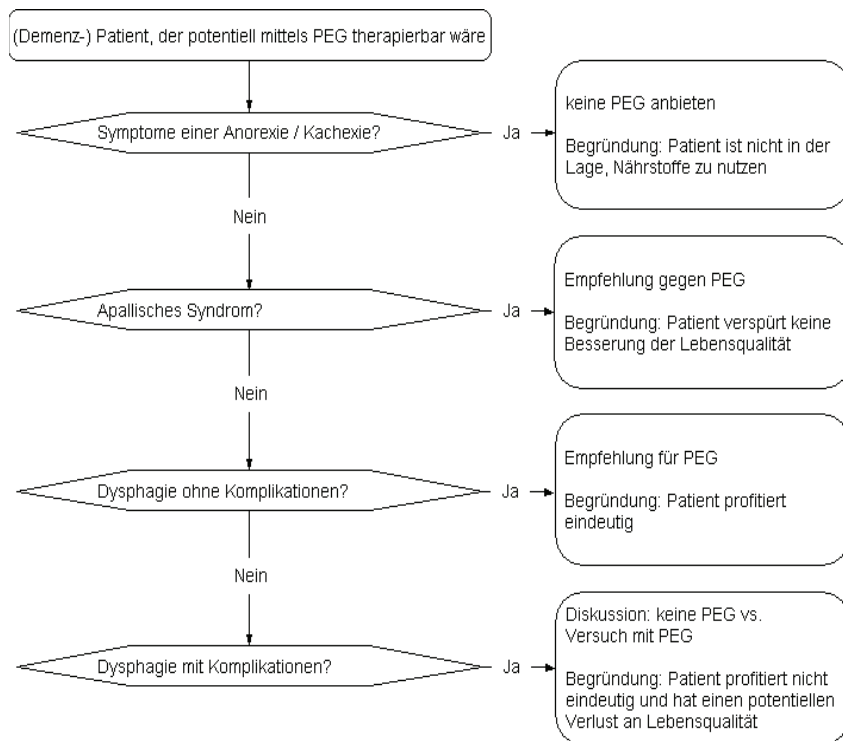 (Demenz-) Patient, der potentiell mittels PEG therapierbar wäre
Symptome einer Anorexie / Kachexie?
Ja
keine PEG anbieten
Begründung: Patient ist nicht in der
Lage, Nährstoffe zu nutzen
Nein
Apallisches Syndrom?
Ja
Empfehlung gegen PEG
Begründung: Patient verspürt keine
Besserung der Lebensqualität
Nein
Dysphagie ohne Komplikationen?
Ja
Empfehlung für PEG
Begründung: Patient profitiert
eindeutig
Nein
Dysphagie mit Komplikationen?
Ja
Diskussion: keine PEG vs.
Versuch mit PEG
Begründung: Patient profitiert nicht
eindeutig und hat einen potentiellen
Verlust an Lebensqualität